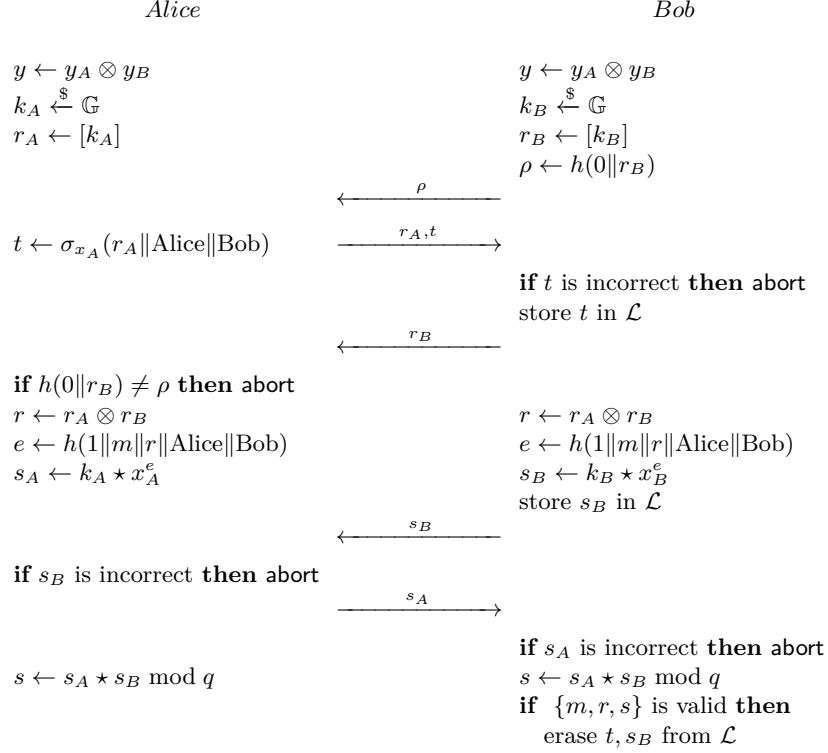 Alice Bob
y ← y_A ⊗ y_B y ← y_A ⊗ y_B
k_A ←$ 𝔾 k_B ←$ 𝔾
r_A ← [k_A] r_B ← [k_B]
ρ ← h(0∥r_B)
ρ
t ← σ_{x_A}(r_A∥Alice∥Bob) r_A, t
if t is incorrect then abort
store t in ℒ
r_B
if h(0∥r_B) ≠ ρ then abort
r ← r_A ⊗ r_B r ← r_A ⊗ r_B
e ← h(1∥m∥r∥Alice∥Bob) e ← h(1∥m∥r∥Alice∥Bob)
s_A ← k_A ⋆ x_A^e s_B ← k_B ⋆ x_B^e
store s_B in ℒ
s_B
if s_B is incorrect then abort
s_A
if s_A is incorrect then abort
s ← s_A ⋆ s_B mod q s ← s_A ⋆ s_B mod q
if {m, r, s} is valid then
erase t, s_B from ℒ